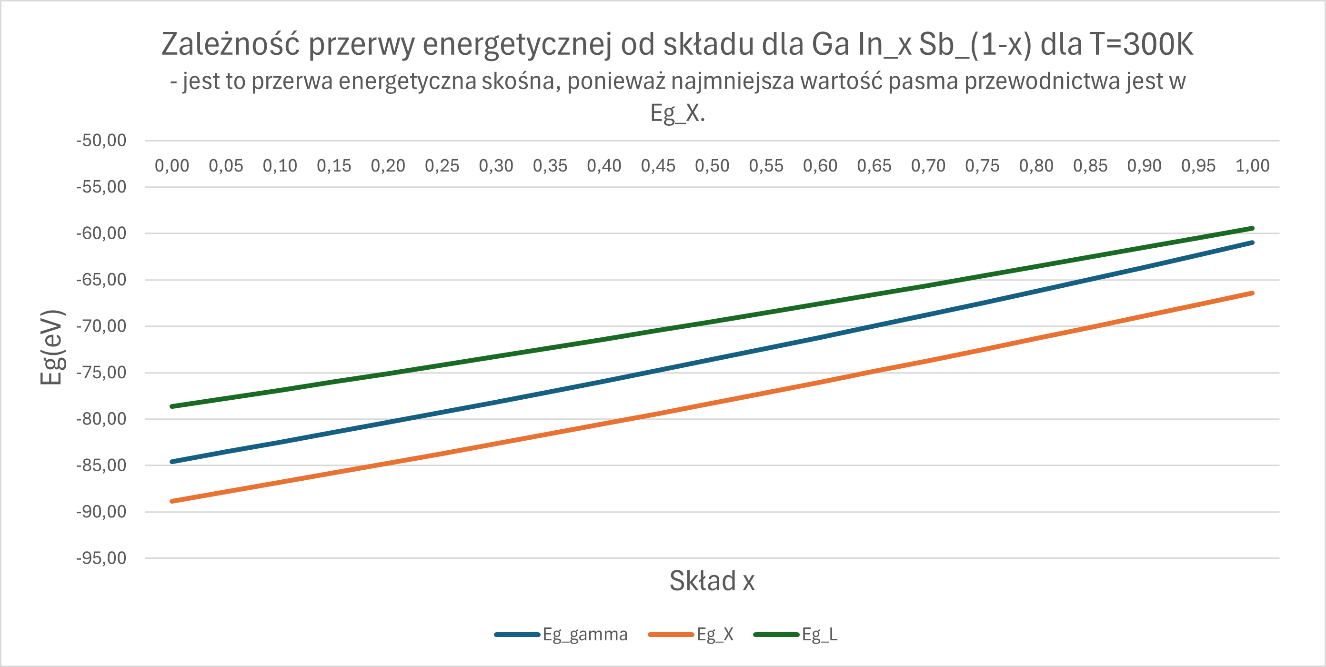 Zależność przerwy energetycznej od składu dla Ga In_x Sb_(1-x) dla T=300K
- jest to przerwa energetyczna skośna, ponieważ najmniejsza wartość pasma przewodnictwa jest w
Eg_X.
-50,00
0,00 0,05 0,10 0,15 0,20 0,25 0,30 0,35 0,40 0,45 0,50 0,55 0,60 0,65 0,70 0,75 0,80 0,85 0,90 0,95 1,00
-55,00
-60,00
-65,00
-70,00
-75,00
-80,00
-85,00
-90,00
-95,00
Eg(eV)
Skład x
Eg_gamma Eg_X Eg_L